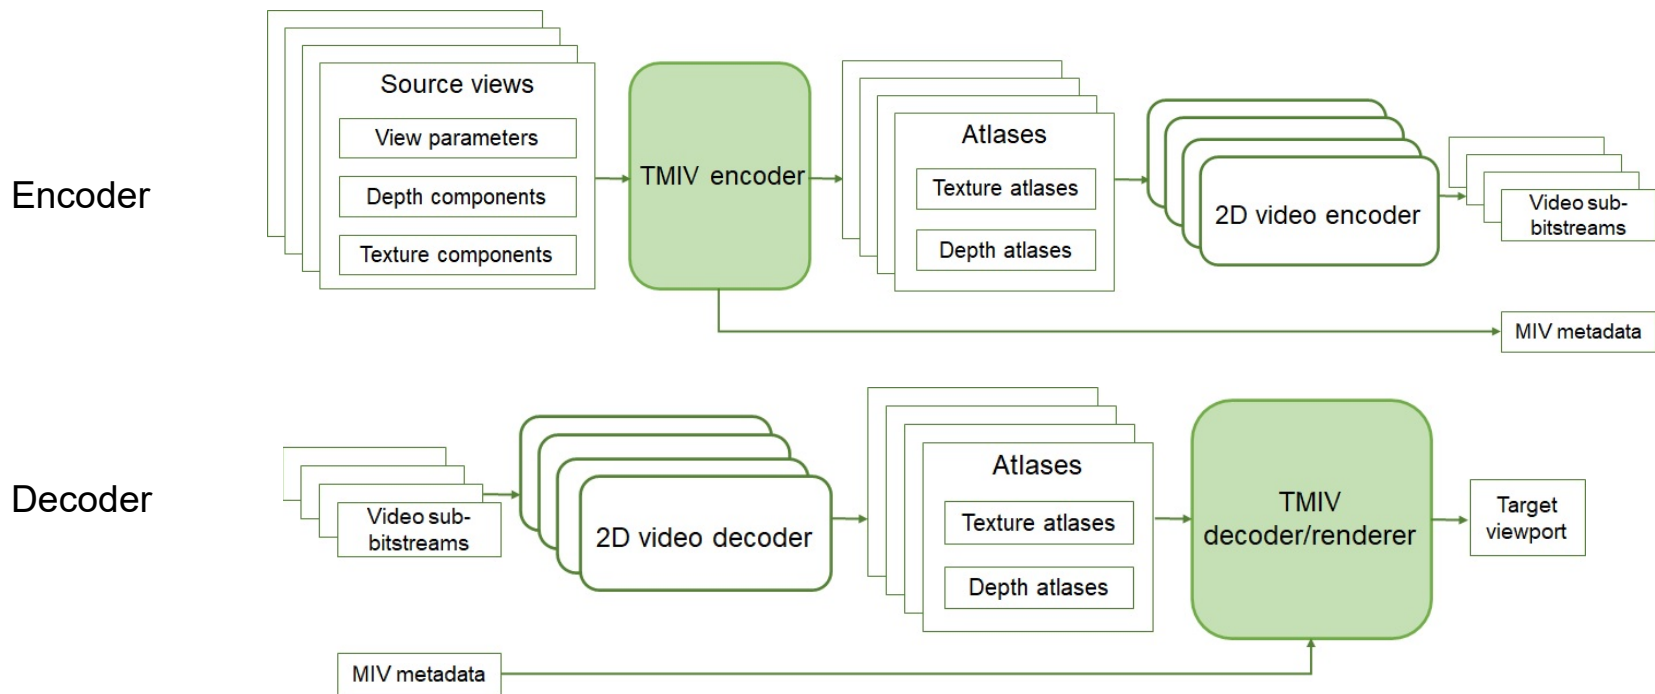 Encoder
Source views
View parameters
Depth components
Texture components
TMIV encoder
Atlases
Texture atlases
Depth atlases
2D video encoder
Video sub-
bitstreams
MIV metadata
Decoder
Video sub-
bitstreams
2D video decoder
Atlases
Texture atlases
Depth atlases
TMIV
decoder/renderer
Target
viewport
MIV metadata